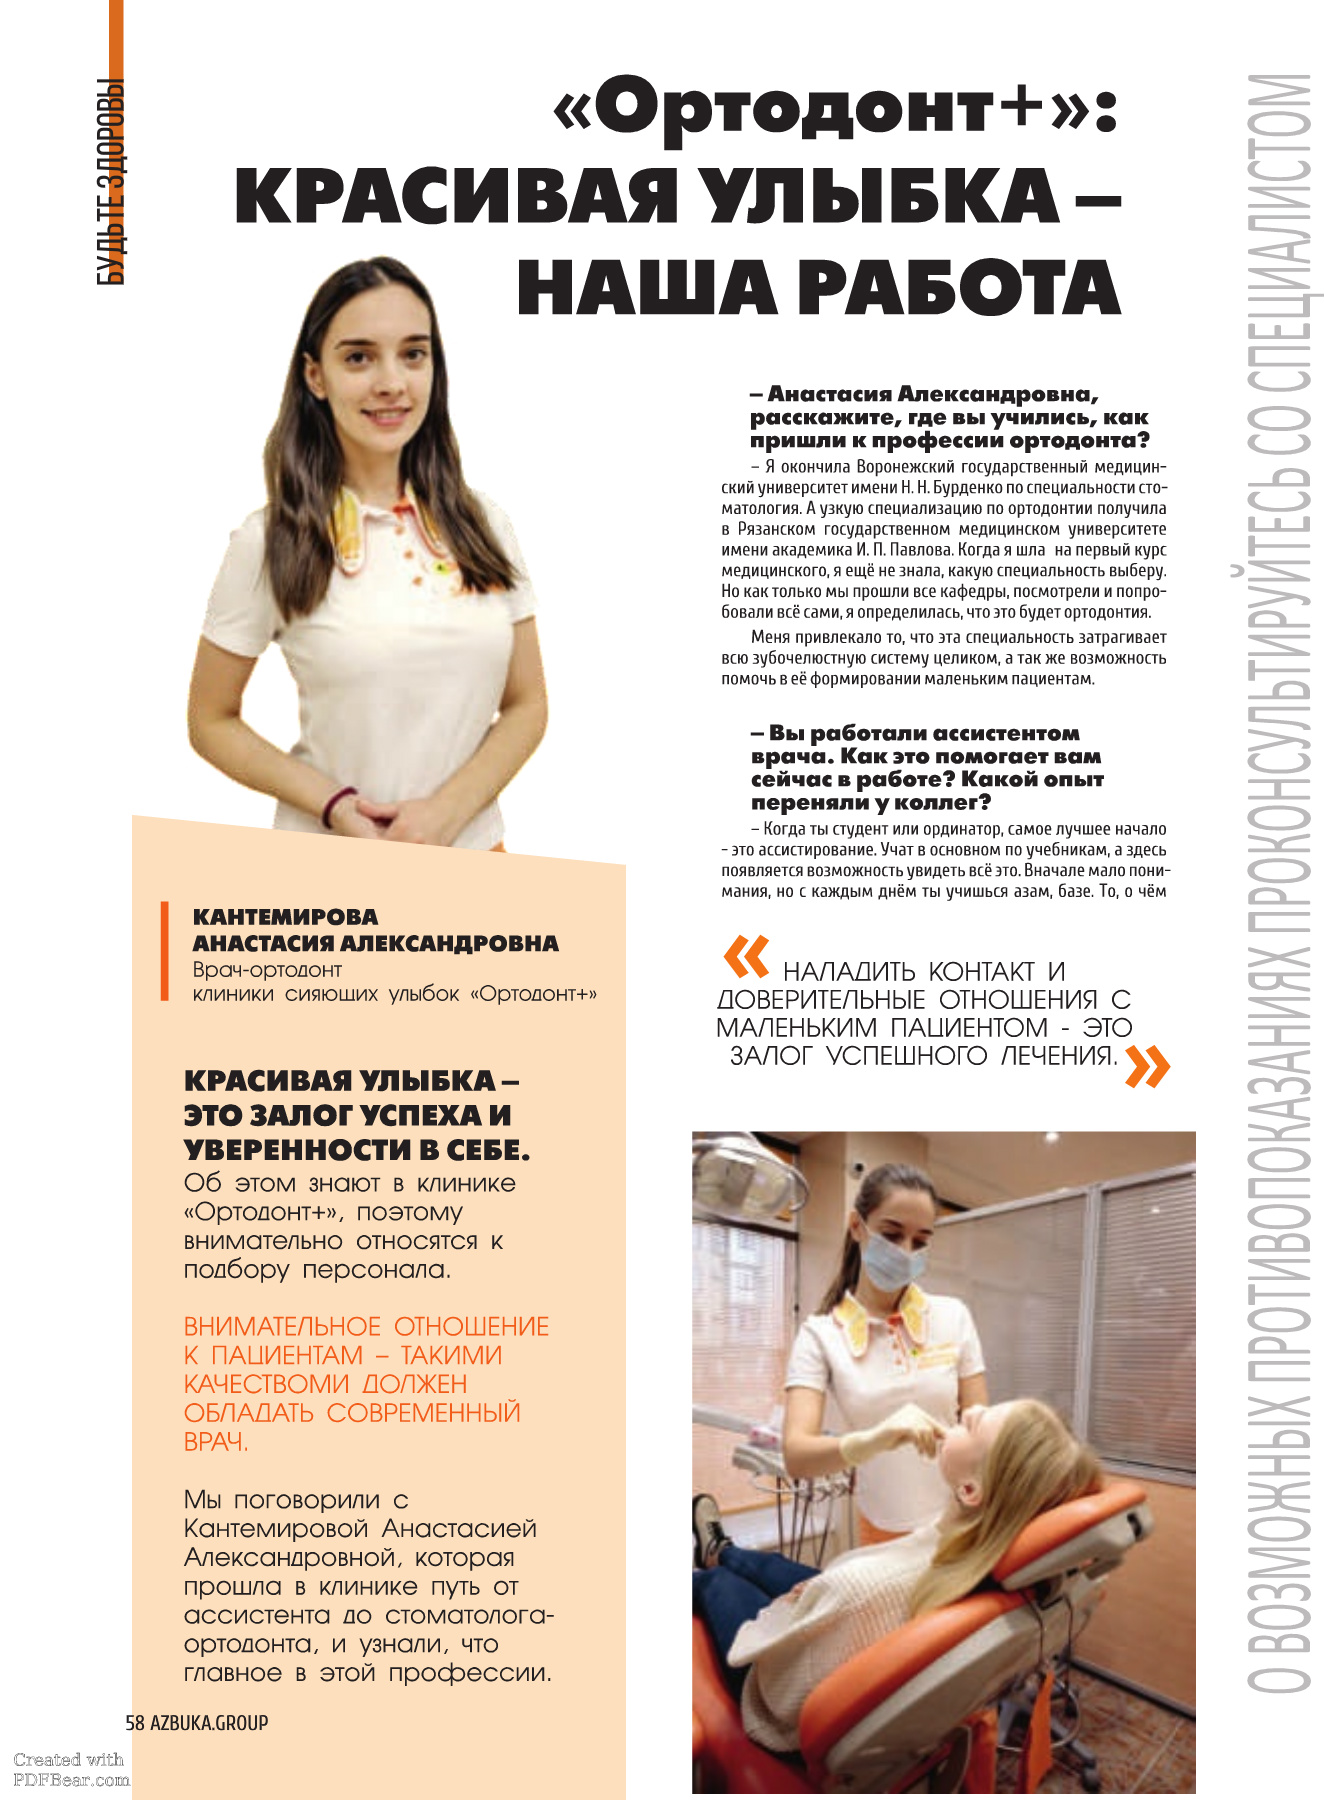 БУДЬТЕ ЗДОРОВЫ
«Ортодонт+»:
КРАСИВАЯ УЛЫБКА –
НАША РАБОТА
КАНТЕМИРОВА
АНАСТАСИЯ АЛЕКСАНДРОВНА
Врач-ортодонт
клиники сияющих улыбок «Ортодонт+»
КРАСИВАЯ УЛЫБКА –
ЭТО ЗАЛОГ УСПЕХА И
УВЕРЕННОСТИ В СЕБЕ.
Об этом знают в клинике
«Ортодонт+», поэтому
внимательно относятся к
подбору персонала.
ВНИМАТЕЛЬНОЕ ОТНОШЕНИЕ
К ПАЦИЕНТАМ – ТАКИМИ
КАЧЕСТВОМИ ДОЛЖЕН
ОБЛАДАТЬ СОВРЕМЕННЫЙ
ВРАЧ.
Мы поговорили с
Кантемировой Анастасией
Александровной, которая
прошла в клинике путь от
ассистента до стоматолога-
ортодонта, и узнали, что
главное в этой профессии.
– Анастасия Александровна,
расскажите, где вы учились, как
пришли к профессии ортодонта?
– Я окончила Воронежский государственный медицин-
ский университет имени Н. Н. Бурденко по специальности сто-
матология. А узкую специализацию по ортодонтии получила
в Рязанском государственном медицинском университете
имени академика И. П. Павлова. Когда я шла на первый курс
медицинского, я ещё не знала, какую специальность выберу.
Но как только мы прошли все кафедры, посмотрели и попро-
бовали всё сами, я определилась, что это будет ортодонтия.
Меня привлекало то, что эта специальность затрагивает
всю зубочелюстную систему целиком, а так же возможность
помочь в её формировании маленьким пациентам.
– Вы работали ассистентом
врача. Как это помогает вам
сейчас в работе? Какой опыт
переняли у коллег?
– Когда ты студент или ординатор, самое лучшее начало
- это ассистирование. Учат в основном по учебникам, а здесь
появляется возможность увидеть всё это. Вначале мало пони-
мания, но с каждым днём ты учишься азам, базе. То, о чём
« НАЛАДИТЬ КОНТАКТ И
ДОВЕРИТЕЛЬНЫЕ ОТНОШЕНИЯ С
МАЛЕНЬКИМ ПАЦИЕНТОМ - ЭТО
ЗАЛОГ УСПЕШНОГО ЛЕЧЕНИЯ. »
О ВОЗМОЖНЫХ ПРОТИВОПОКАЗАНИЯХ ПРОКОНСУЛЬТИРУЙТЕСЬ СО СПЕЦИАЛИСТОМ
58 AZBUKA.GROUP
Created with
PDFBear.com